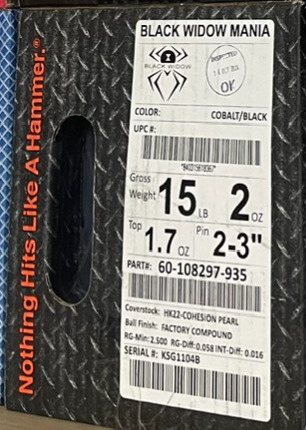 Nothing Hits Like A Hammer.®
BLACK WIDOW MANIA
BLACK WIDOW
INSPECTED
OK
COLOR: COBALT/BLACK
UPC #:
Gross Weight 15 LB 2 OZ
Top 1.7 OZ Pin 2-3"
PART#: 60-108297-935
Coverstock: HK22-COHESION PEARL
Ball Finish: FACTORY COMPOUND
RG-Min:2.500 RG-Diff:0.058 INT-Diff: 0.016
SERIAL #: KSG1104B